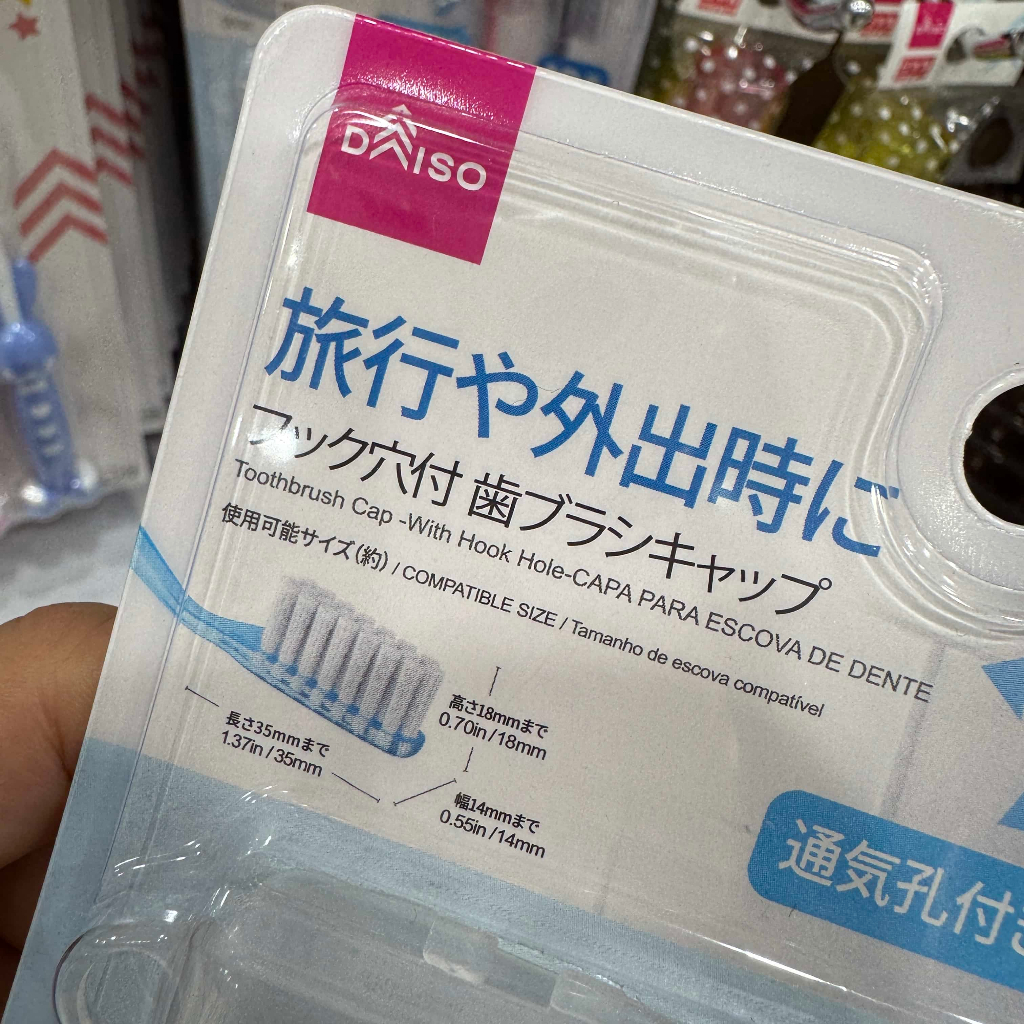 DAISO
旅行や外出時に
フック穴付 歯ブラシキャップ
Toothbrush Cap -With Hook Hole-CAPA PARA ESCOVA DE DENTE
使用可能サイズ(約) / COMPATIBLE SIZE / Tamanho de escova compatível
高さ18mmまで
0.70in / 18mm
長さ35mmまで
1.37in / 35mm
幅14mmまで
0.55in / 14mm
通気孔付き